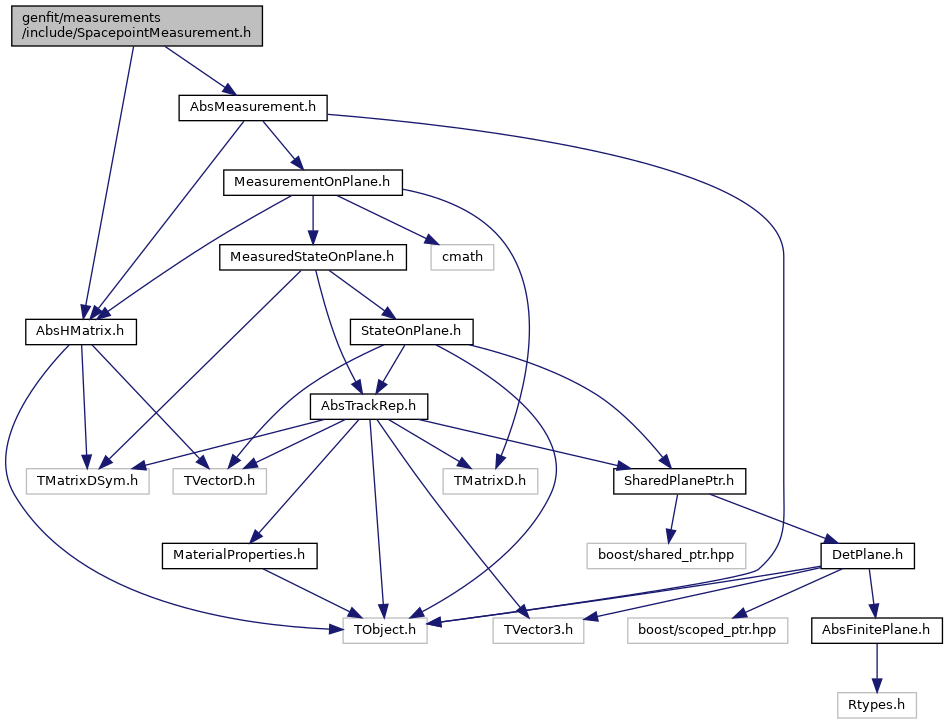 genfit/measurements
/include/SpacepointMeasurement.h
AbsMeasurement.h
MeasurementOnPlane.h
MeasuredStateOnPlane.h
cmath
AbsHMatrix.h
StateOnPlane.h
AbsTrackRep.h
TMatrixDSym.h
TVectorD.h
TMatrixD.h
SharedPlanePtr.h
MaterialProperties.h
boost/shared_ptr.hpp
DetPlane.h
TObject.h
TVector3.h
boost/scoped_ptr.hpp
AbsFinitePlane.h
Rtypes.h